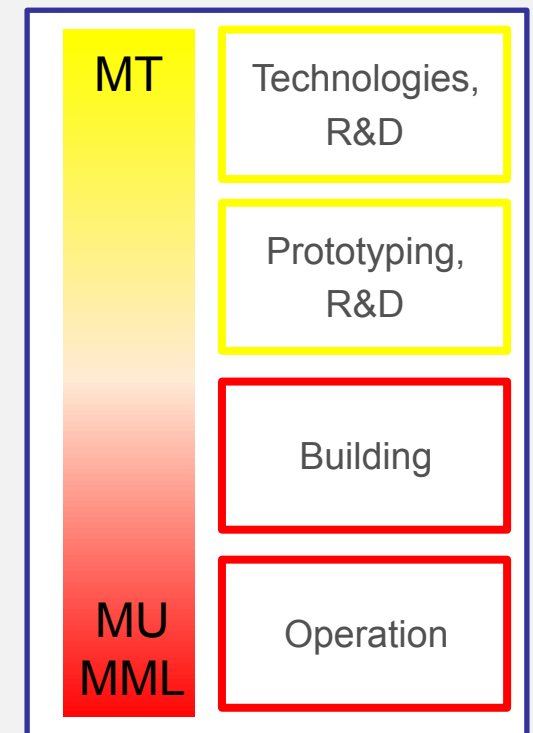 MT
Technologies,
R&D
Prototyping,
R&D
Building
MU
MML
Operation